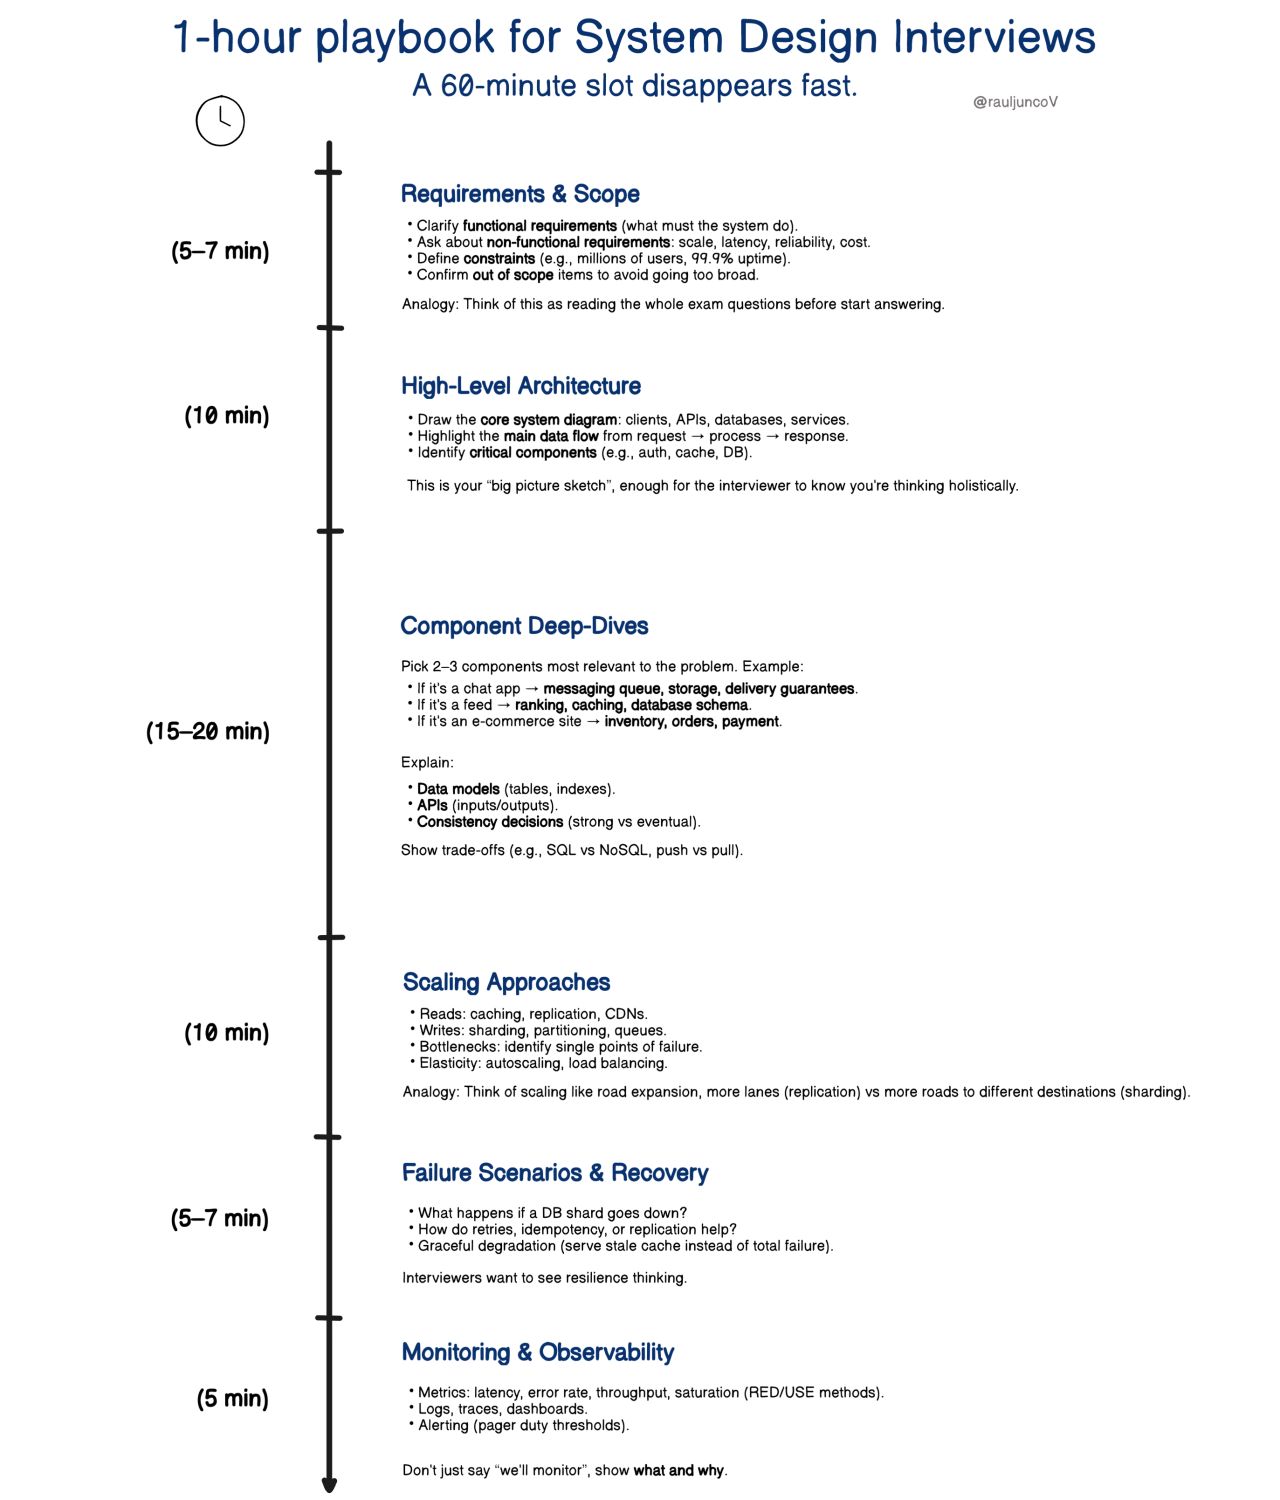 1-hour playbook for System Design Interviews
A 60-minute slot disappears fast.
@rauljuncoV
(5–7 min)
Requirements & Scope
• Clarify functional requirements (what must the system do).
• Ask about non-functional requirements: scale, latency, reliability, cost.
• Define constraints (e.g., millions of users, 99.9% uptime).
• Confirm out of scope items to avoid going too broad.
Analogy: Think of this as reading the whole exam questions before start answering.
(10 min)
High-Level Architecture
• Draw the core system diagram: clients, APIs, databases, services.
• Highlight the main data flow from request → process → response.
• Identify critical components (e.g., auth, cache, DB).
This is your “big picture sketch”, enough for the interviewer to know you're thinking holistically.
(15–20 min)
Component Deep-Dives
Pick 2–3 components most relevant to the problem. Example:
• If it's a chat app → messaging queue, storage, delivery guarantees.
• If it's a feed → ranking, caching, database schema.
• If it's an e-commerce site → inventory, orders, payment.
Explain:
• Data models (tables, indexes).
• APIs (inputs/outputs).
• Consistency decisions (strong vs eventual).
Show trade-offs (e.g., SQL vs NoSQL, push vs pull).
(10 min)
Scaling Approaches
• Reads: caching, replication, CDNs.
• Writes: sharding, partitioning, queues.
• Bottlenecks: identify single points of failure.
• Elasticity: autoscaling, load balancing.
Analogy: Think of scaling like road expansion, more lanes (replication) vs more roads to different destinations (sharding).
(5–7 min)
Failure Scenarios & Recovery
• What happens if a DB shard goes down?
• How do retries, idempotency, or replication help?
• Graceful degradation (serve stale cache instead of total failure).
Interviewers want to see resilience thinking.
(5 min)
Monitoring & Observability
• Metrics: latency, error rate, throughput, saturation (RED/USE methods).
• Logs, traces, dashboards.
• Alerting (pager duty thresholds).
Don't just say “we'll monitor”, show what and why.